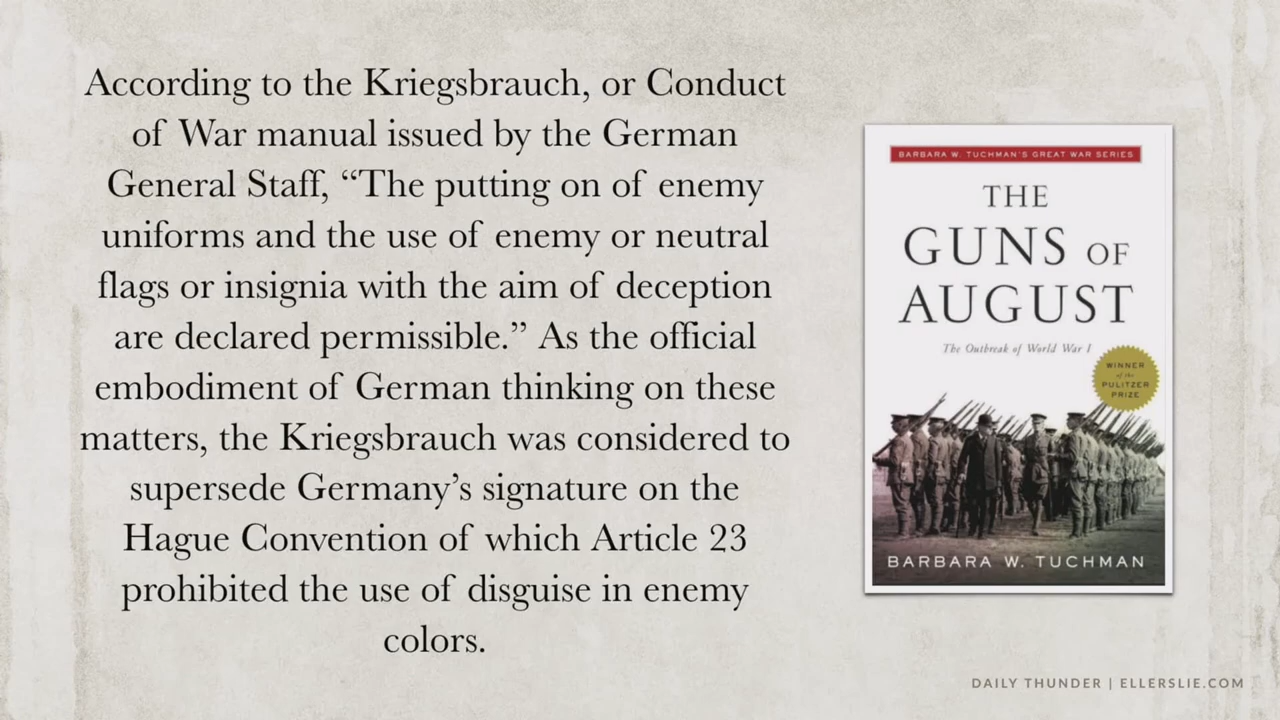 According to the Kriegsbrauch, or Conduct
of War manual issued by the German
General Staff, “The putting on of enemy
uniforms and the use of enemy or neutral
flags or insignia with the aim of deception
are declared permissible.” As the official
embodiment of German thinking on these
matters, the Kriegsbrauch was considered to
supersede Germany’s signature on the
Hague Convention of which Article 23
prohibited the use of disguise in enemy
colors.
BARBARA W. TUCHMAN'S GREAT WAR SERIES
THE
GUNS OF
AUGUST
The Outbreak of World War I
WINNER
of the
PULITZER
PRIZE
BARBARA W. TUCHMAN
DAILY THUNDER | ELLERSLIE.COM